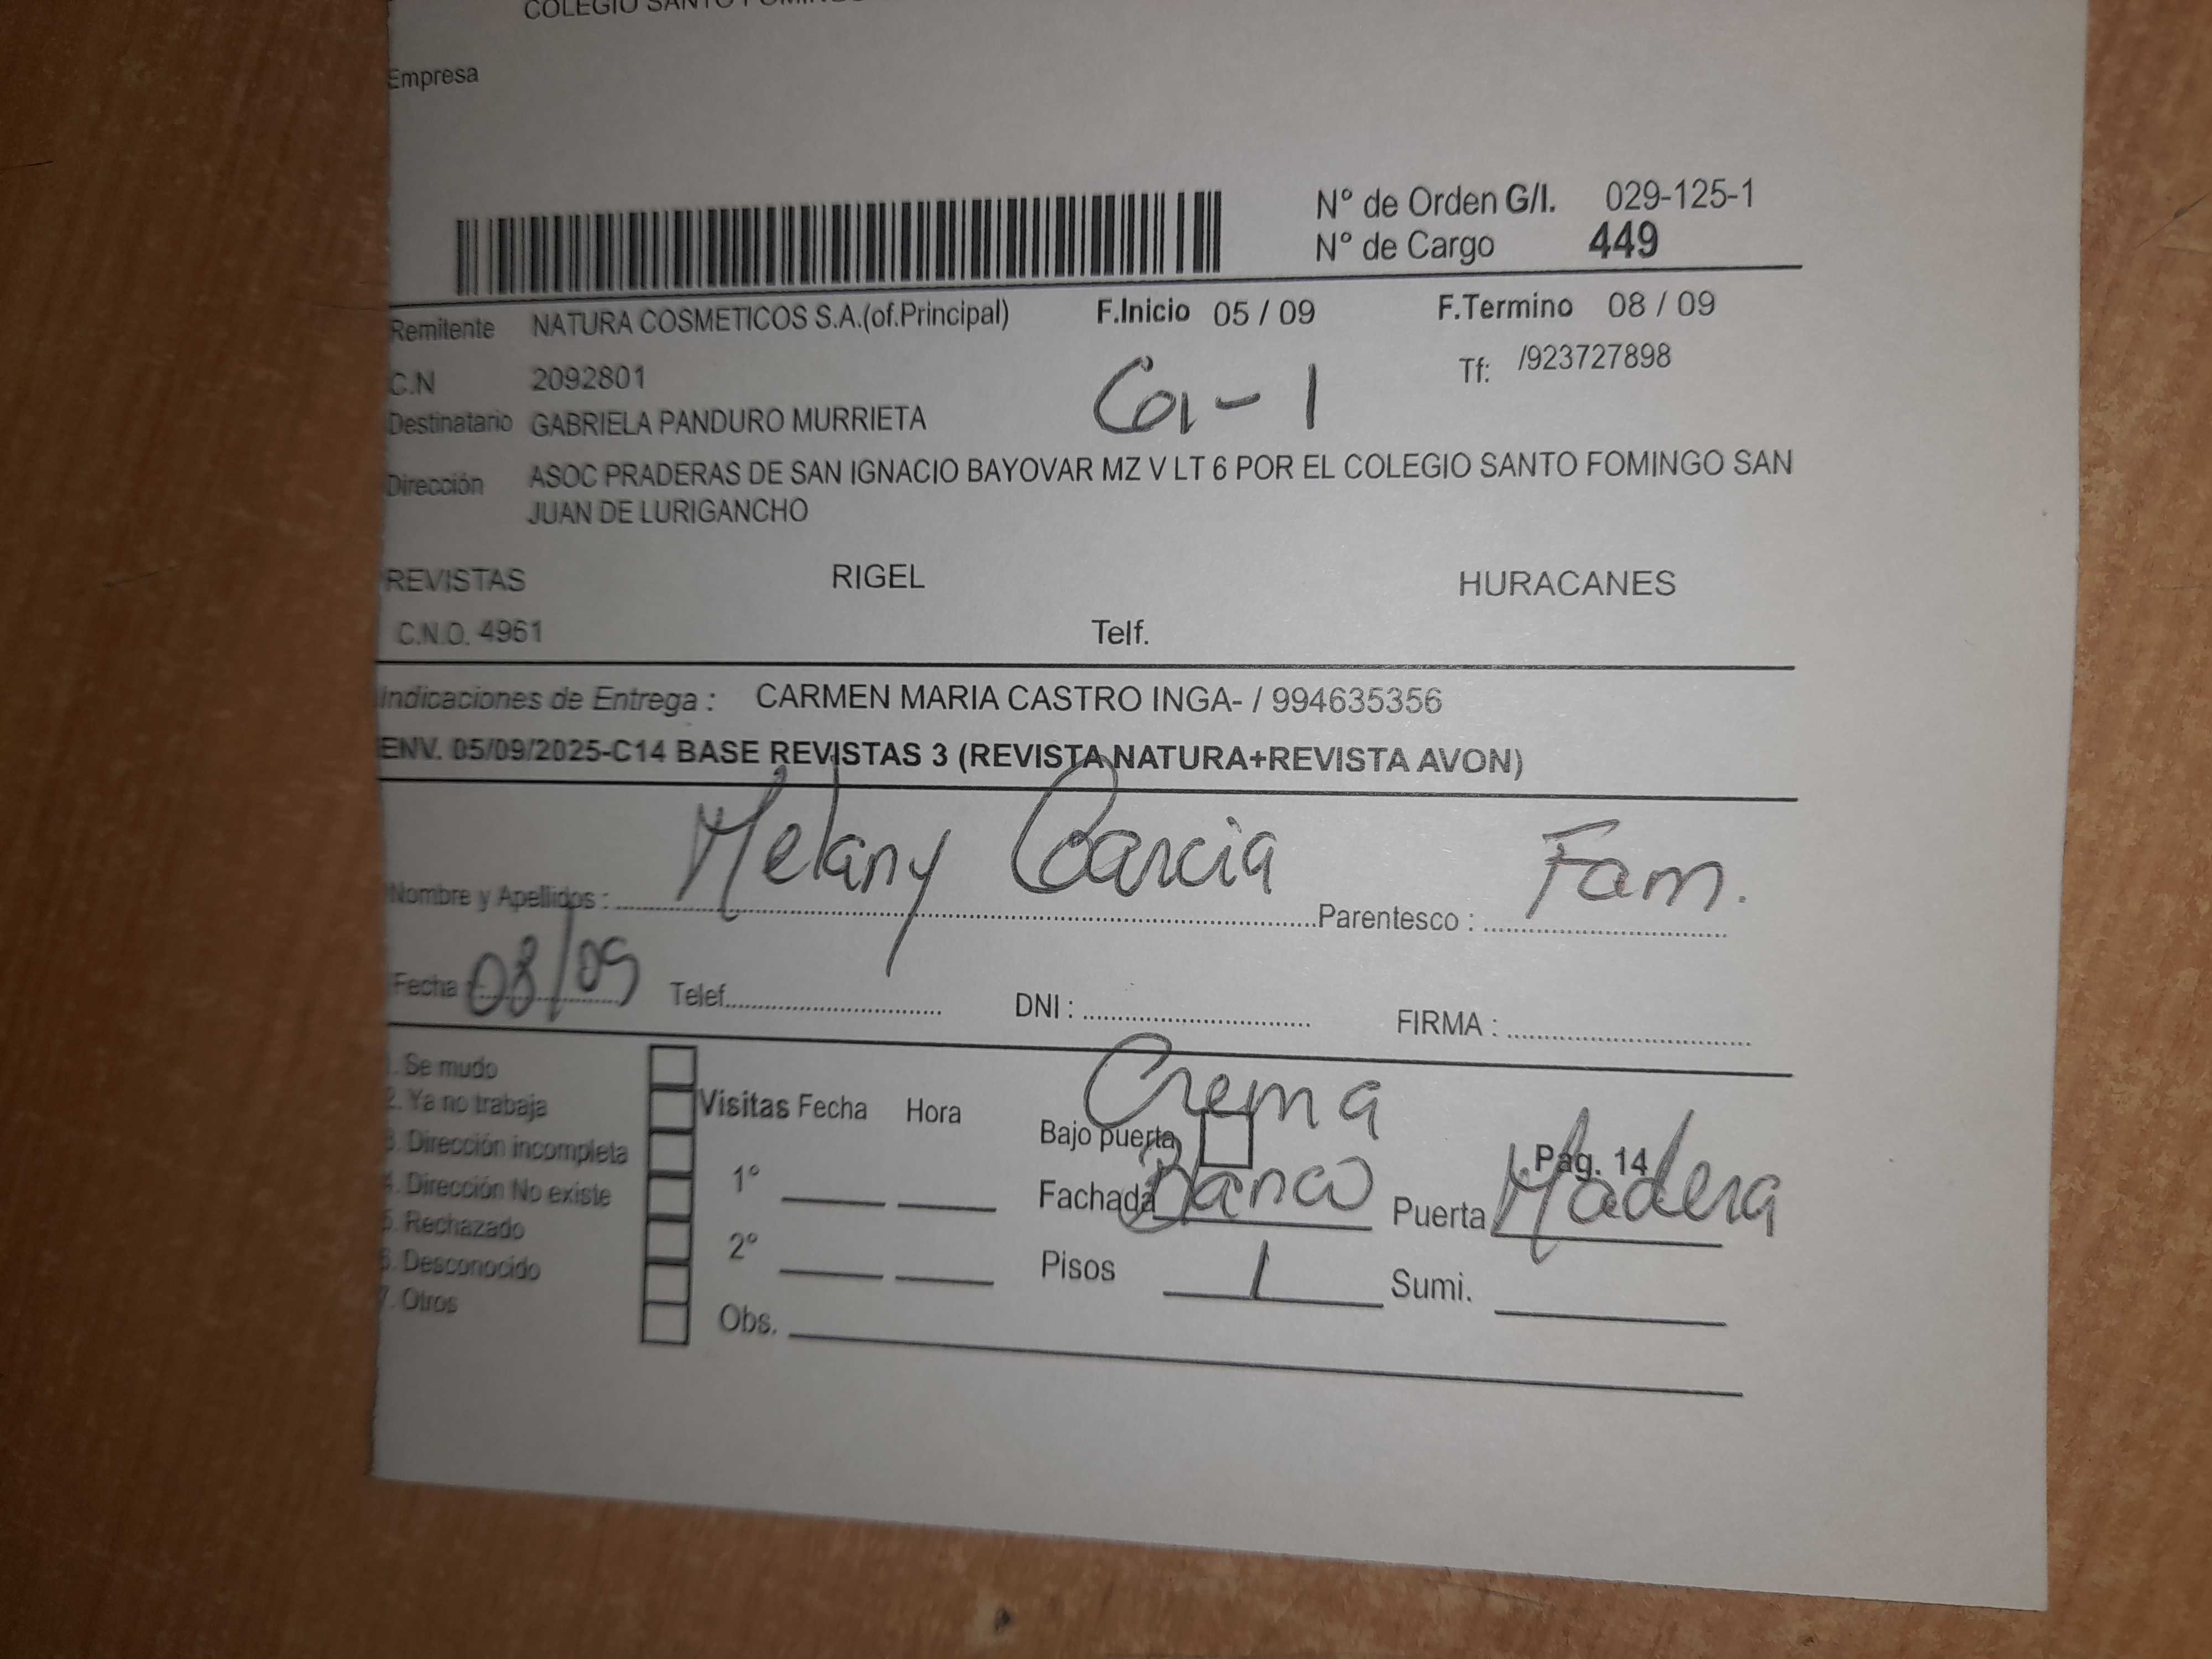 COLEGIO SANTO FOMINGO
Empresa
Nº de Orden G/I. 029-125-1
Nº de Cargo 449
Remitente NATURA COSMETICOS S.A.(of.Principal) F.Inicio 05 / 09 F.Termino 08 / 09
C.N 2092801 Tf: /923727898
Destinatario GABRIELA PANDURO MURRIETA
Dirección ASOC PRADERAS DE SAN IGNACIO BAYOVAR MZ V LT 6 POR EL COLEGIO SANTO FOMINGO SAN
JUAN DE LURIGANCHO
REVISTAS RIGEL HURACANES
C.N.O. 4961 Telf.
Indicaciones de Entrega : CARMEN MARIA CASTRO INGA- / 994635356
ENV. 05/09/2025-C14 BASE REVISTAS 3 (REVISTA NATURA+REVISTA AVON)
Nombre y Apellidos : Melany Garcia Parentesco : Fam.
Fecha : 08/09 Telef. DNI : FIRMA :
1. Se mudo
2. Ya no trabaja
3. Dirección incompleta
4. Dirección No existe
5. Rechazado
6. Desconocido
7. Otros
Visitas Fecha Hora
1º
2º
Obs.
Crema
Bajo puerta Pag. 14
Fachada Blanco Puerta Madera
Pisos 1 Sumi.